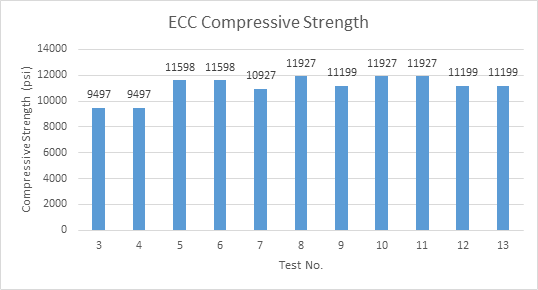 ECC Compressive Strength
Compressive Strength (psi)
14000
12000
10000
8000
6000
4000
2000
0
9497 9497 11598 11598 10927 11927 11199 11927 11927 11199 11199
3 4 5 6 7 8 9 10 11 12 13
Test No.